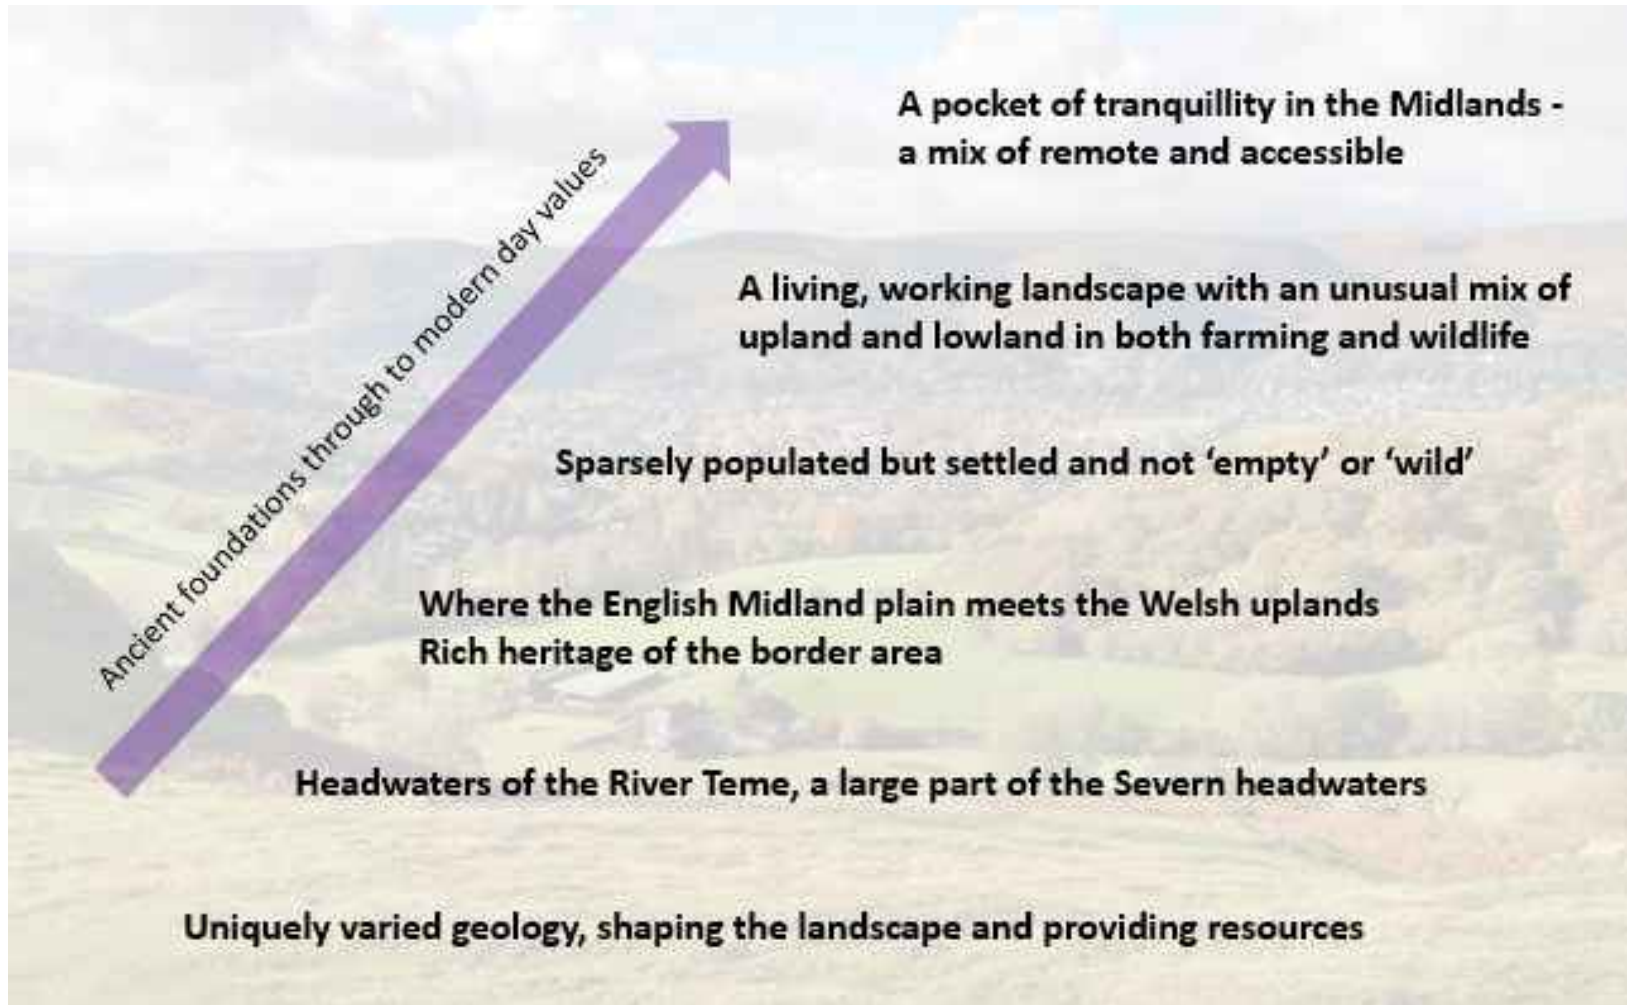 A pocket of tranquillity in the Midlands -
a mix of remote and accessible
Ancient foundations through to modern day values
A living, working landscape with an unusual mix of
upland and lowland in both farming and wildlife
Sparsely populated but settled and not ‘empty’ or ‘wild’
Where the English Midland plain meets the Welsh uplands
Rich heritage of the border area
Headwaters of the River Teme, a large part of the Severn headwaters
Uniquely varied geology, shaping the landscape and providing resources